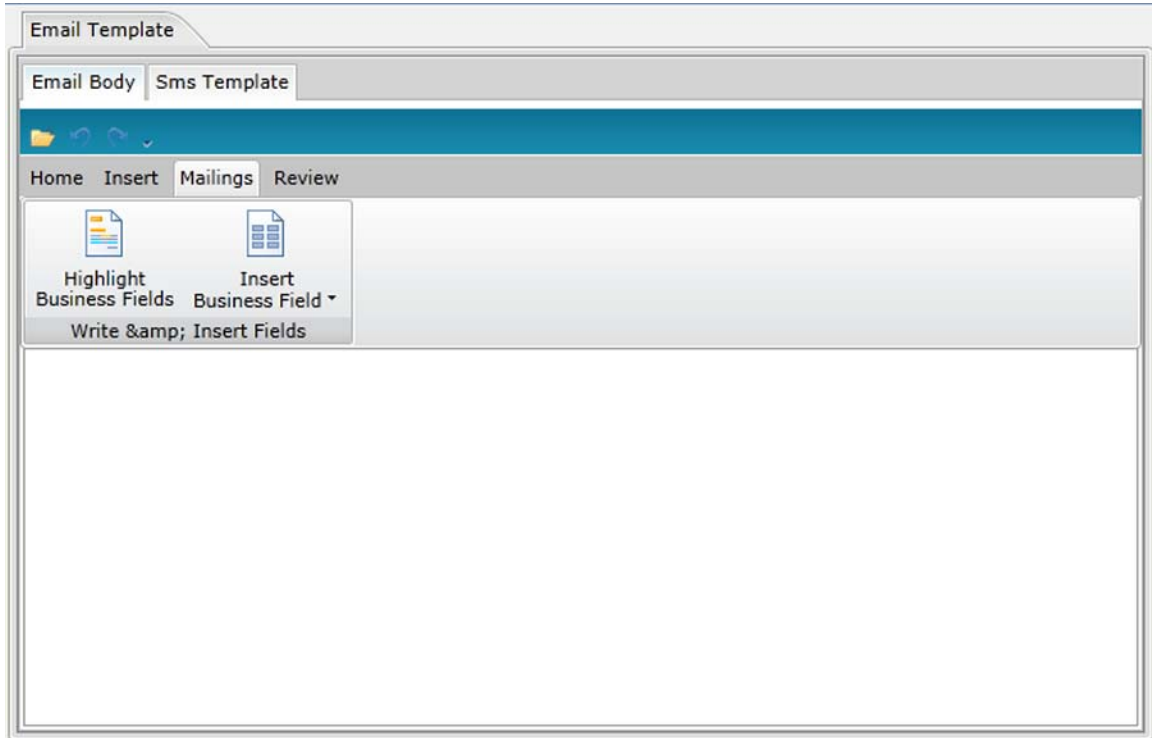 Email Template
Email Body Sms Template
Home Insert Mailings Review
Highlight Insert
Business Fields Business Field
Write &amp; Insert Fields